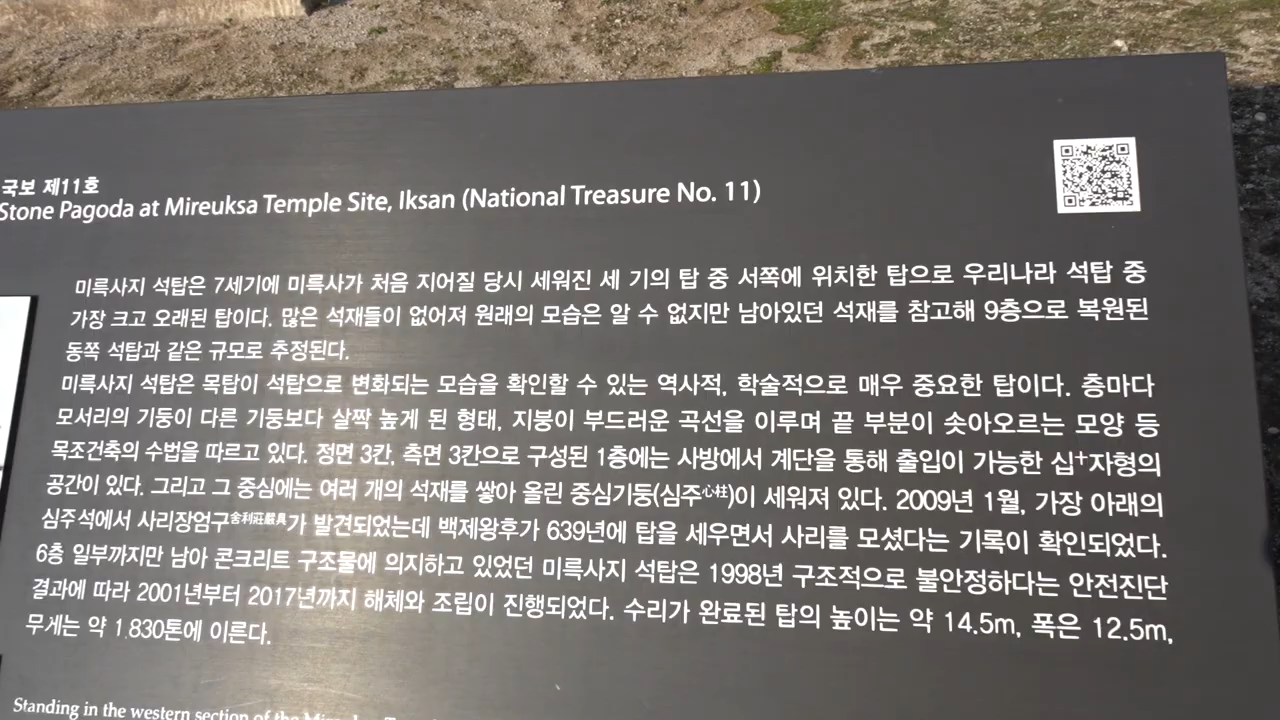 국보 제11호
Stone Pagoda at Mireuksa Temple Site, Iksan (National Treasure No. 11)
미륵사지 석탑은 7세기에 미륵사가 처음 지어질 당시 세워진 세 기의 탑 중 서쪽에 위치한 탑으로 우리나라 석탑 중
가장 크고 오래된 탑이다. 많은 석재들이 없어져 원래의 모습은 알 수 없지만 남아있던 석재를 참고해 9층으로 복원된
동쪽 석탑과 같은 규모로 추정된다.
미륵사지 석탑은 목탑이 석탑으로 변화되는 모습을 확인할 수 있는 역사적, 학술적으로 매우 중요한 탑이다. 층마다
모서리의 기둥이 다른 기둥보다 살짝 높게 된 형태, 지붕이 부드러운 곡선을 이루며 끝 부분이 솟아오르는 모양 등
목조건축의 수법을 따르고 있다. 정면 3칸, 측면 3칸으로 구성된 1층에는 사방에서 계단을 통해 출입이 가능한 십十자형의
공간이 있다. 그리고 그 중심에는 여러 개의 석재를 쌓아 올린 중심기둥(심주心柱)이 세워져 있다. 2009년 1월, 가장 아래의
심주석에서 사리장엄구舍利莊嚴具가 발견되었는데 백제왕후가 639년에 탑을 세우면서 사리를 모셨다는 기록이 확인되었다.
6층 일부까지만 남아 콘크리트 구조물에 의지하고 있었던 미륵사지 석탑은 1998년 구조적으로 불안정하다는 안전진단
결과에 따라 2001년부터 2017년까지 해체와 조립이 진행되었다. 수리가 완료된 탑의 높이는 약 14.5m, 폭은 12.5m,
무게는 약 1,830톤에 이른다.
Standing in the western section of the